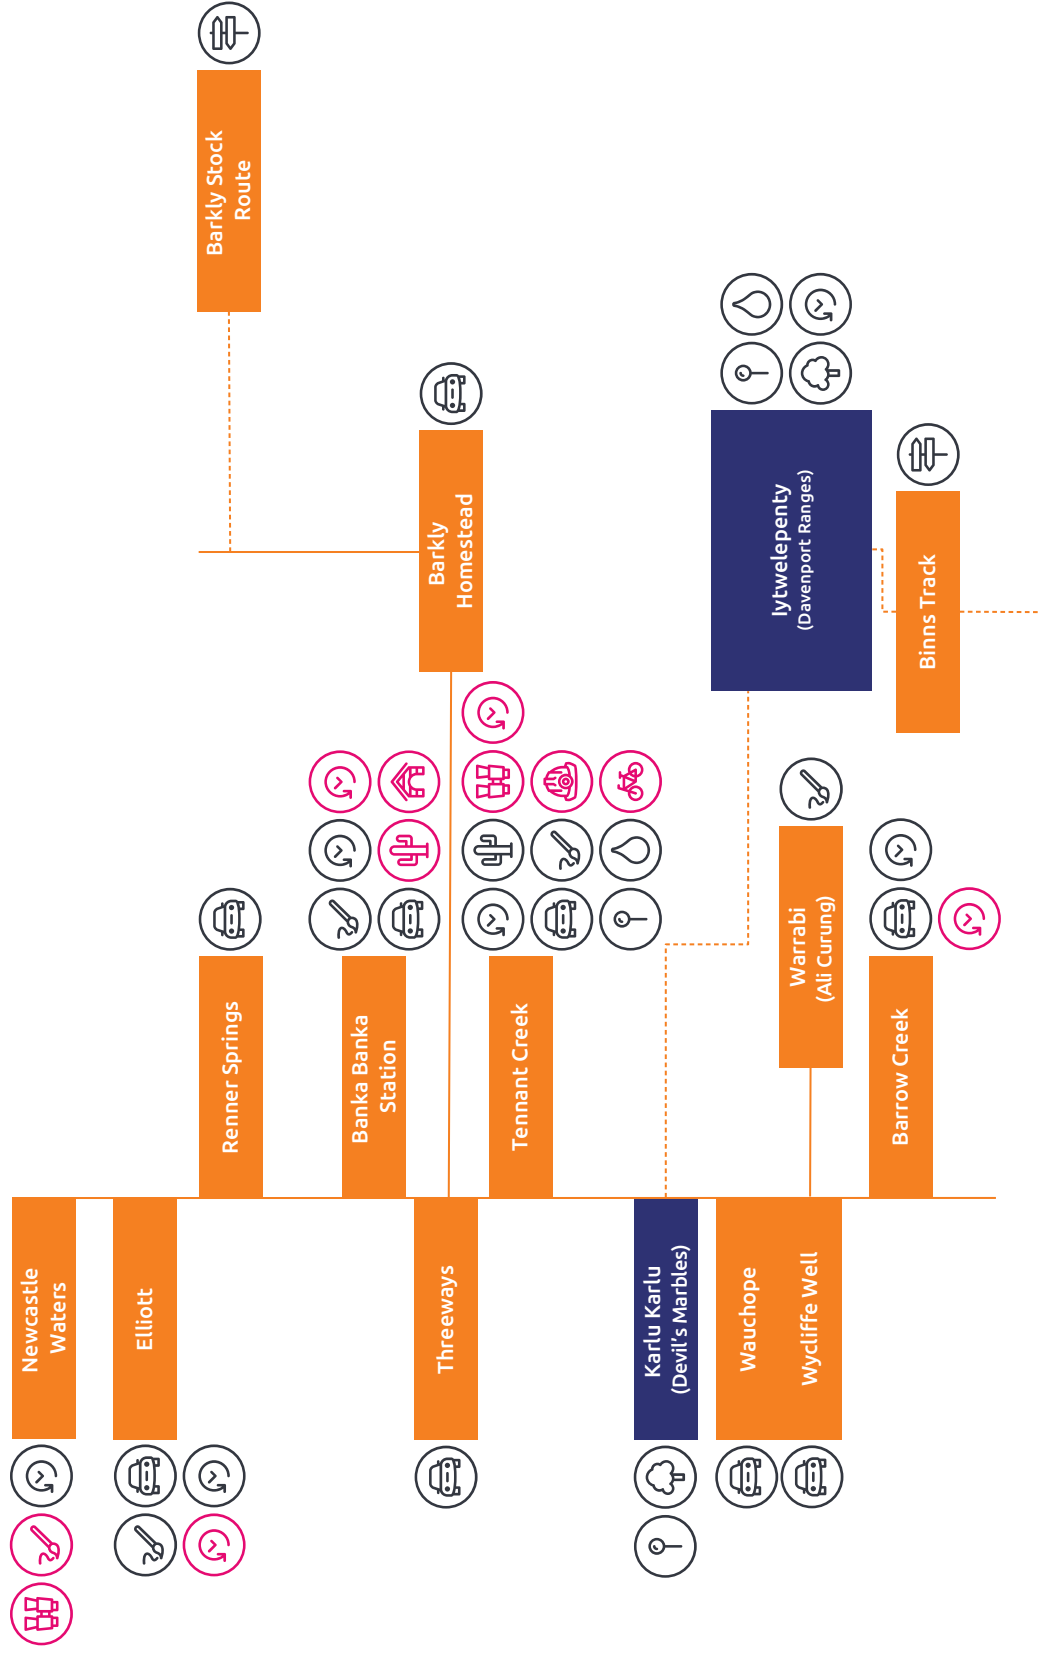 Barkly Stock
Route
Barkly
Homestead
Iytwelepenty
(Davenport Ranges)
Binns Track
Warrabi
(Ali Curung)
Renner Springs
Banka Banka
Station
Tennant Creek
Barrow Creek
Newcastle
Waters
Elliott
Threeways
Karlu Karlu
(Devil's Marbles)
Wauchope
Wycliffe Well